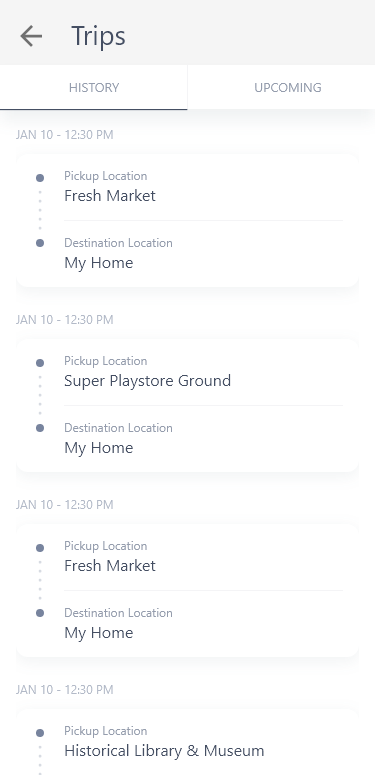 Trips
HISTORY
UPCOMING
JAN 10 - 12:30 PM
Pickup Location
Fresh Market
Destination Location
My Home
JAN 10 - 12:30 PM
Pickup Location
Super Playstore Ground
Destination Location
My Home
JAN 10 - 12:30 PM
Pickup Location
Fresh Market
Destination Location
My Home
JAN 10 - 12:30 PM
Pickup Location
Historical Library & Museum